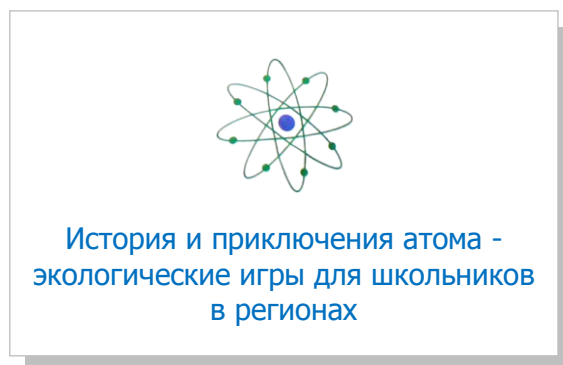 История и приключения атома -
экологические игры для школьников
в регионах